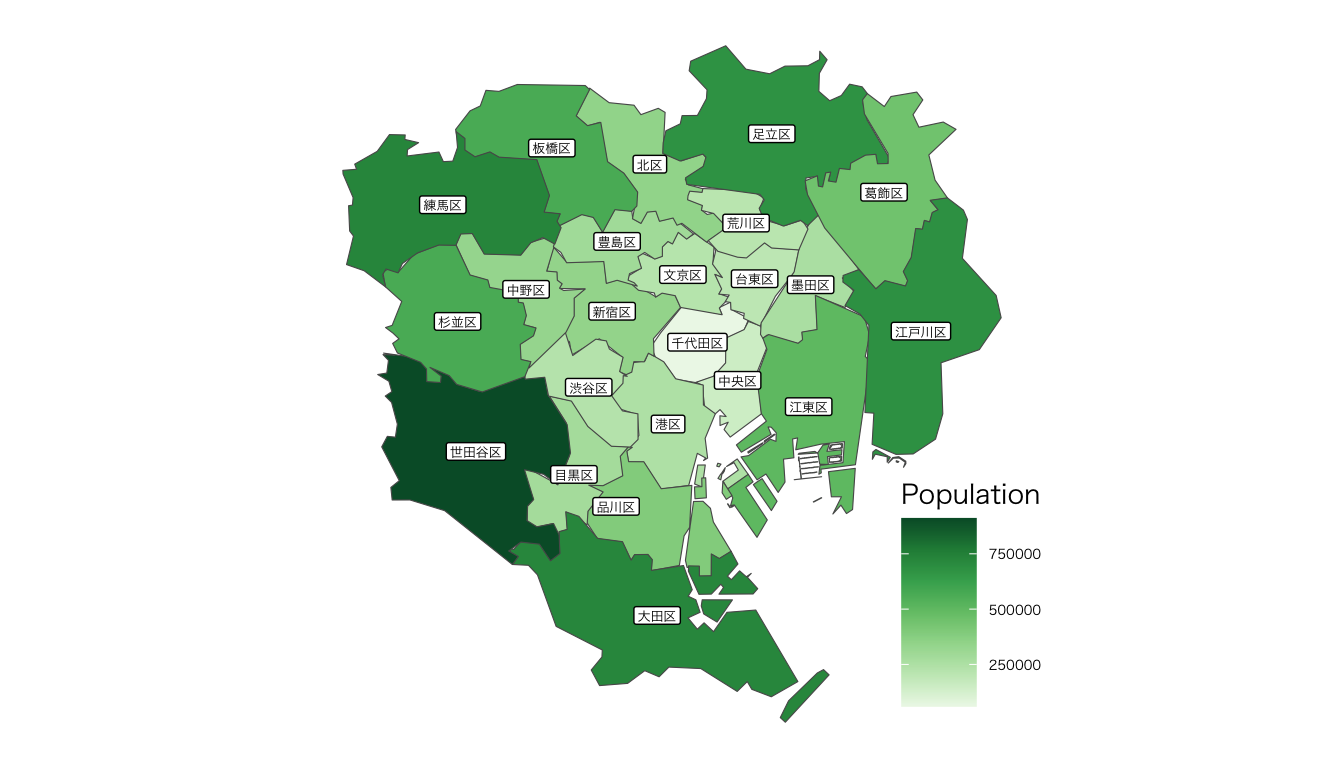 足立区
板橋区
北区
葛飾区
練馬区
荒川区
豊島区
文京区
台東区
墨田区
中野区
新宿区
杉並区
江戸川区
千代田区
中央区
渋谷区
江東区
港区
世田谷区
目黒区
品川区
大田区
Population
750000
500000
250000